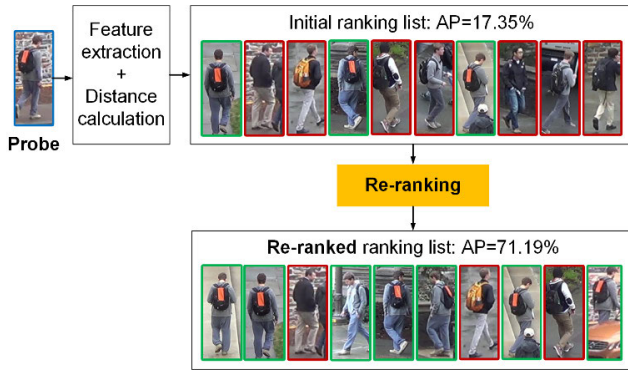 Feature
extraction
+
Distance
calculation
Probe
Initial ranking list: AP=17.35%
Re-ranking
Re-ranked ranking list: AP=71.19%